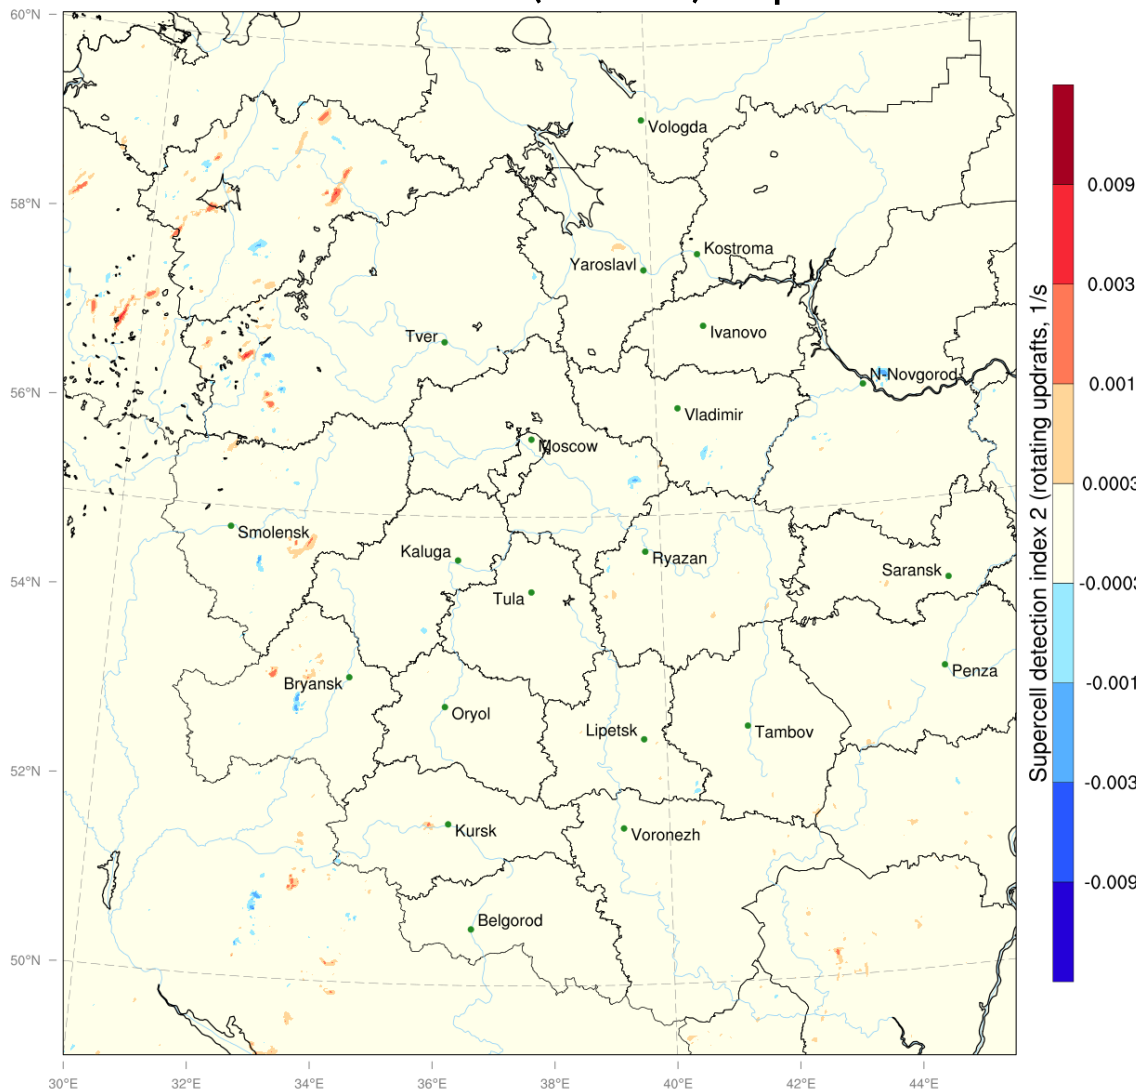 60°N
58°N
56°N
54°N
52°N
50°N
30°E
32°E
34°E
36°E
38°E
40°E
42°E
44°E
Vologda
Kostroma
Yaroslavl
Ivanovo
Tver
N-Novgorod
Vladimir
Moscow
Smolensk
Kaluga
Ryazan
Saransk
Tula
Penza
Bryansk
Oryol
Lipetsk
Tambov
Kursk
Voronezh
Belgorod
0.009
0.003
0.001
0.0003
-0.0003
-0.001
-0.003
-0.009
Supercell detection index 2 (rotating updrafts, 1/s)